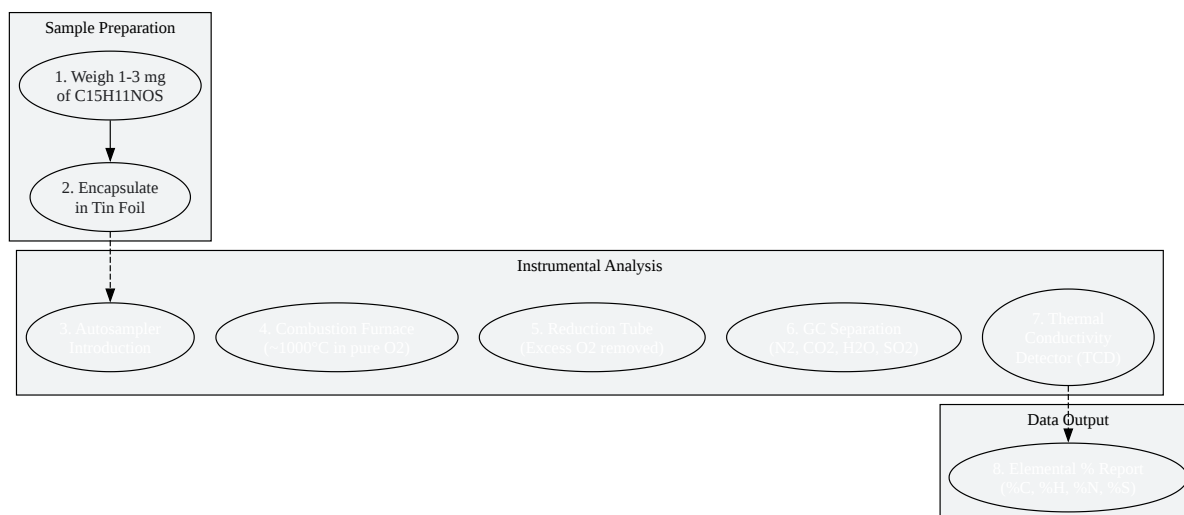 Sample Preparation
1. Weigh 1-3 mg
of C15H11NOS
2. Encapsulate
in Tin Foil
Instrumental Analysis
3. Autosampler
Introduction
4. Combustion Furnace
(~1000°C in pure O2)
5. Reduction Tube
(Excess O2 removed)
6. GC Separation
(N2, CO2, H2O, SO2)
7. Thermal
Conductivity
Detector (TCD)
Data Output
8. Elemental % Report
(%C, %H, %N, %S)